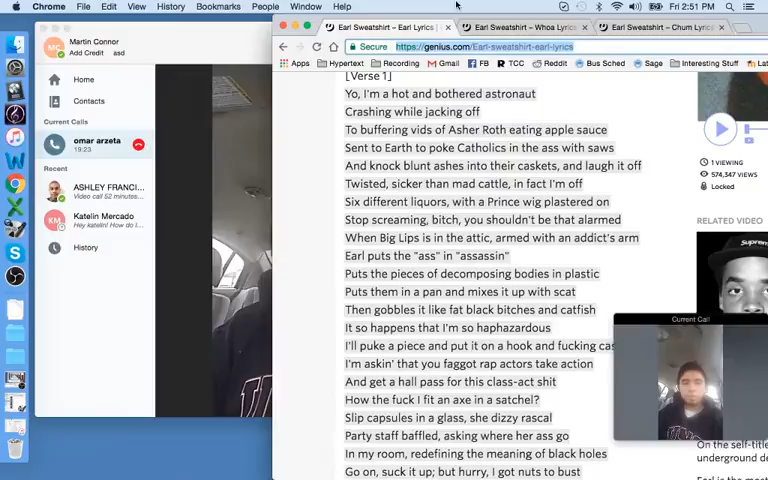 Chrome File Edit View History Bookmarks People Window Help Fri 2:51 PM
Earl Sweatshirt – Earl Lyrics | Earl Sweatshirt – Whoa Lyrics Earl Sweatshirt – Chum Lyrics
Secure https://genius.com/Earl-sweatshirt-earl-lyrics
Apps Hypertext Recording Gmail FB TCC Reddit Bus Sched Sage Interesting Stuff
MC Martin Connor
Add Credit asd
Home
Contacts
Current Calls
omar arzeta
19:23
Recent
ASHLEY FRANCI...
Video call 52 minutes...
KM Katelin Mercado
Hey katelin! How do I...
History
[Verse 1]
Yo, I'm a hot and bothered astronaut
Crashing while jacking off
To buffering vids of Asher Roth eating apple sauce
Sent to Earth to poke Catholics in the ass with saws
And knock blunt ashes into their caskets, and laugh it off
Twisted, sicker than mad cattle, in fact I'm off
Six different liquors, with a Prince wig plastered on
Stop screaming, bitch, you shouldn't be that alarmed
When Big Lips is in the attic, armed with an addict's arm
Earl puts the "ass" in "assassin"
Puts the pieces of decomposing bodies in plastic
Puts them in a pan and mixes it up with scat
Then gobbles it like fat black bitches and catfish
It so happens that I'm so haphazardous
I'll puke a piece and put it on a hook and fucking cas
I'm askin' that you faggot rap actors take action
And get a hall pass for this class-act shit
How the fuck I fit an axe in a satchel?
Slip capsules in a glass, she dizzy rascal
Party staff baffled, asking where her ass go
In my room, redefining the meaning of black holes
Go on, suck it up; but hurry, I got nuts to bust
1 VIEWING
574,347 VIEWS
Locked
RELATED VIDEO
Current Call
On the self-title
underground de